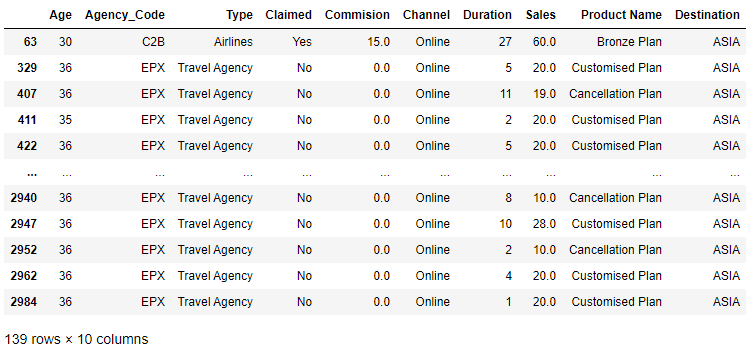 Age Agency_Code Type Claimed Commision Channel Duration Sales Product Name Destination
63 30 C2B Airlines Yes 15.0 Online 27 60.0 Bronze Plan ASIA
329 36 EPX Travel Agency No 0.0 Online 5 20.0 Customised Plan ASIA
407 36 EPX Travel Agency No 0.0 Online 11 19.0 Cancellation Plan ASIA
411 35 EPX Travel Agency No 0.0 Online 2 20.0 Customised Plan ASIA
422 36 EPX Travel Agency No 0.0 Online 5 20.0 Customised Plan ASIA
... ... ... ... ... ... ... ... ... ... ...
2940 36 EPX Travel Agency No 0.0 Online 8 10.0 Cancellation Plan ASIA
2947 36 EPX Travel Agency No 0.0 Online 10 28.0 Customised Plan ASIA
2952 36 EPX Travel Agency No 0.0 Online 2 10.0 Cancellation Plan ASIA
2962 36 EPX Travel Agency No 0.0 Online 4 20.0 Customised Plan ASIA
2984 36 EPX Travel Agency No 0.0 Online 1 20.0 Customised Plan ASIA
139 rows × 10 columns